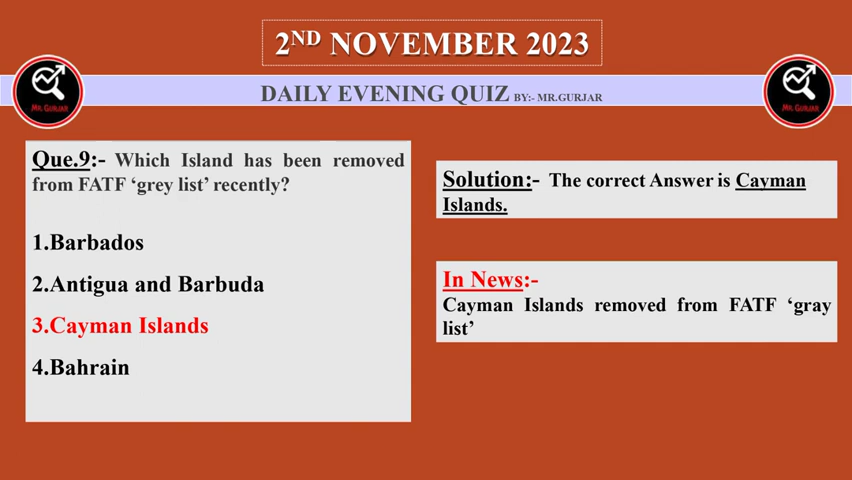 2ND NOVEMBER 2023
DAILY EVENING QUIZ BY:- MR.GURJAR
MR.GURJAR
MR.GURJAR
Que.9:- Which Island has been removed
from FATF ‘grey list’ recently?
1.Barbados
2.Antigua and Barbuda
3.Cayman Islands
4.Bahrain
Solution:- The correct Answer is Cayman
Islands.
In News:-
Cayman Islands removed from FATF ‘gray
list’